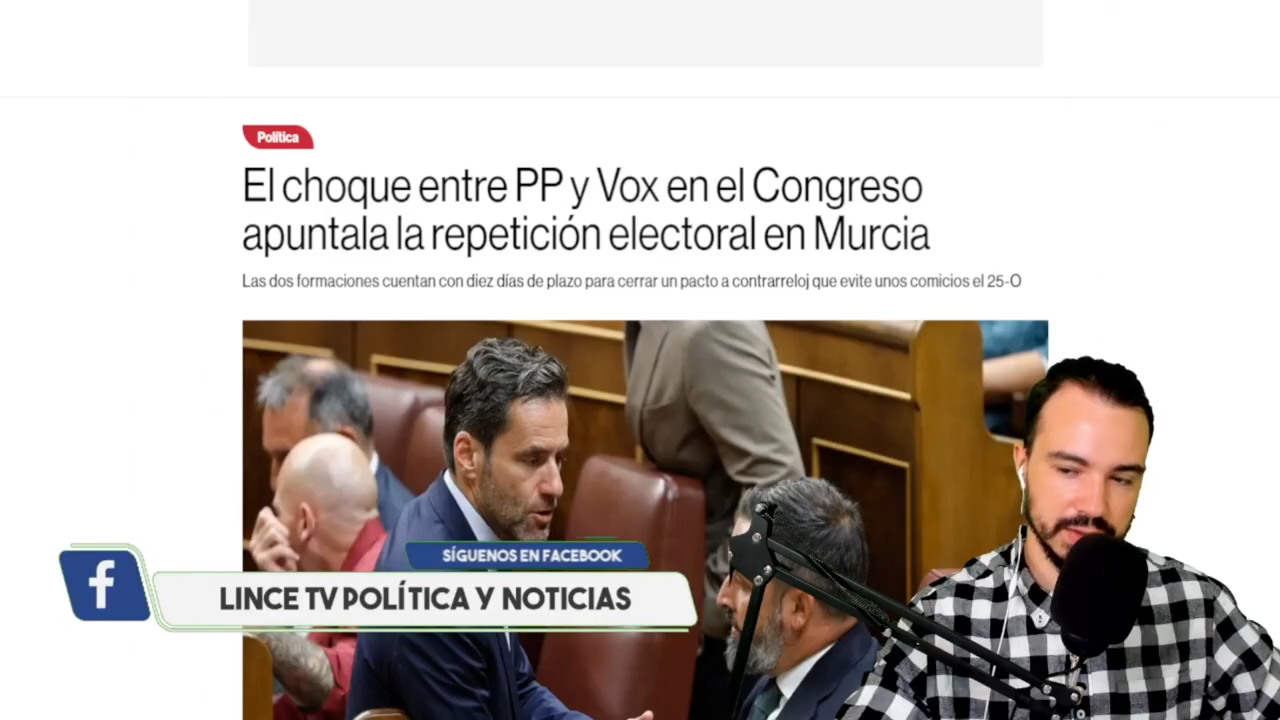 Política
El choque entre PP y Vox en el Congreso
apuntala la repetición electoral en Murcia
Las dos formaciones cuentan con diez días de plazo para cerrar un pacto a contrarreloj que evite unos comicios el 25-O
SÍGUENOS EN FACEBOOK
f
LINCE TV POLÍTICA Y NOTICIAS